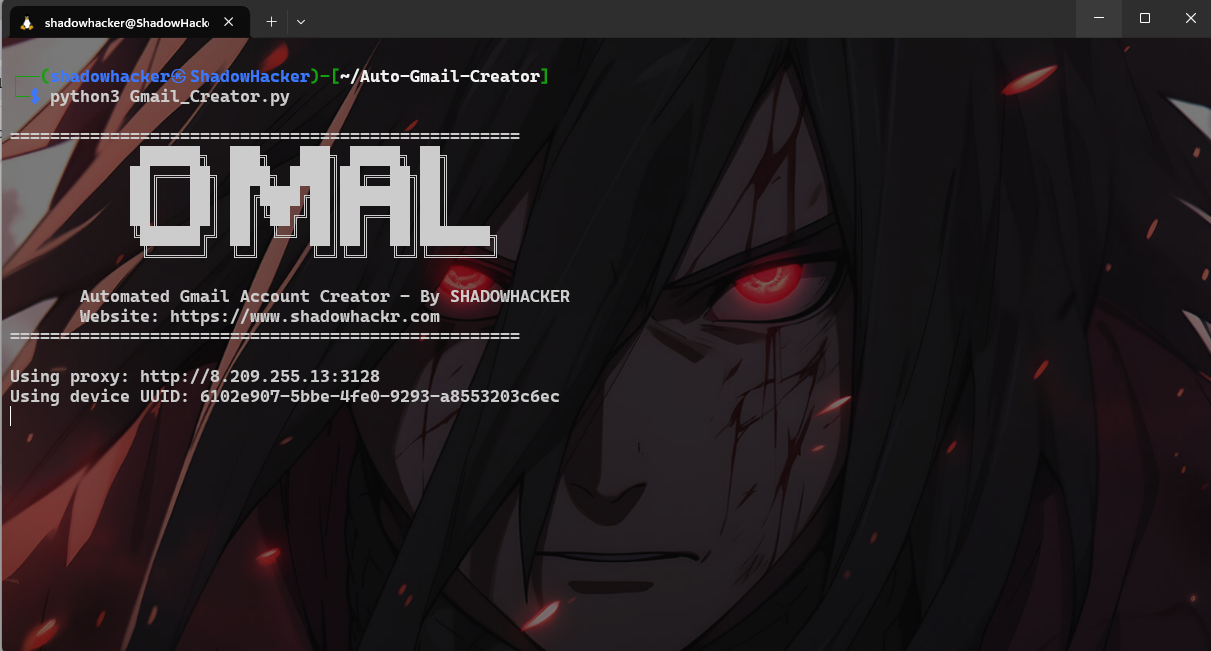 shadowhacker@ShadowHack
┌──(shadowhacker㉿ShadowHacker)-[~/Auto-Gmail-Creator]
└─$ python3 Gmail_Creator.py
===================================================
OMAL
Automated Gmail Account Creator - By SHADOWHACKER
Website: https://www.shadowhackr.com
===================================================
Using proxy: http://8.209.255.13:3128
Using device UUID: 6102e907-5bbe-4fe0-9293-a8553203c6ec